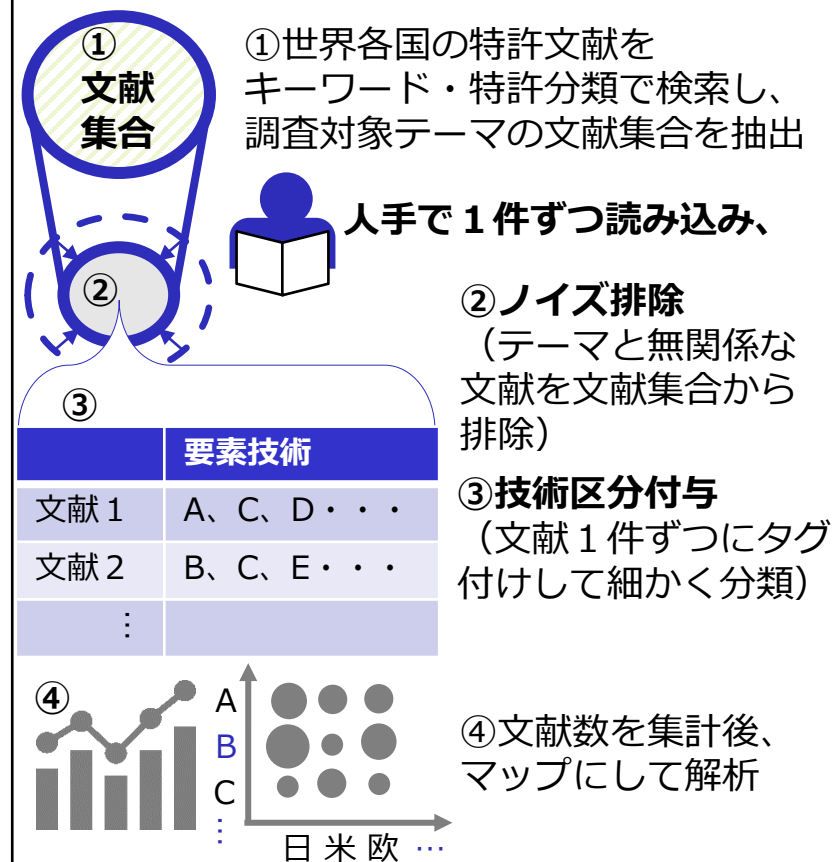 ①
文献
集合
①世界各国の特許文献を
キーワード・特許分類で検索し、
調査対象テーマの文献集合を抽出
人手で１件ずつ読み込み、
②
②ノイズ排除
（テーマと無関係な
文献を文献集合から
排除）
③
要素技術
文献１ A、C、D・・・
文献２ B、C、E・・・
⋮
③技術区分付与
（文献１件ずつにタグ
付けして細かく分類）
④
A
B
C
⋮
日 米 欧 …
④文献数を集計後、
マップにして解析